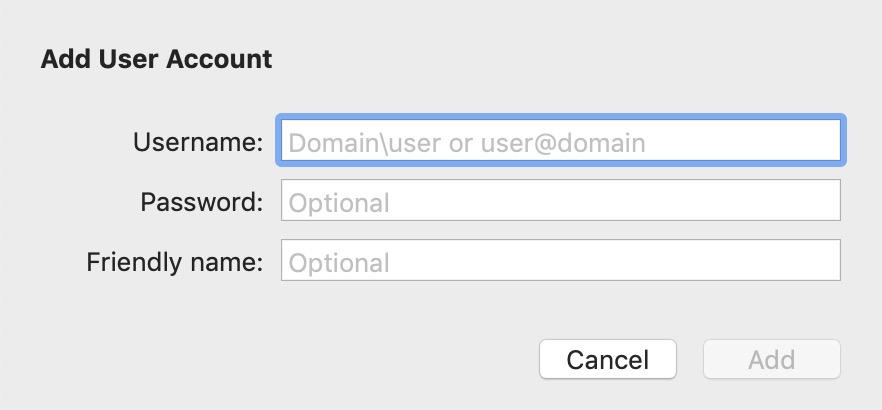 Add User Account
Username: Domain\user or user@domain
Password: Optional
Friendly name: Optional
Cancel Add